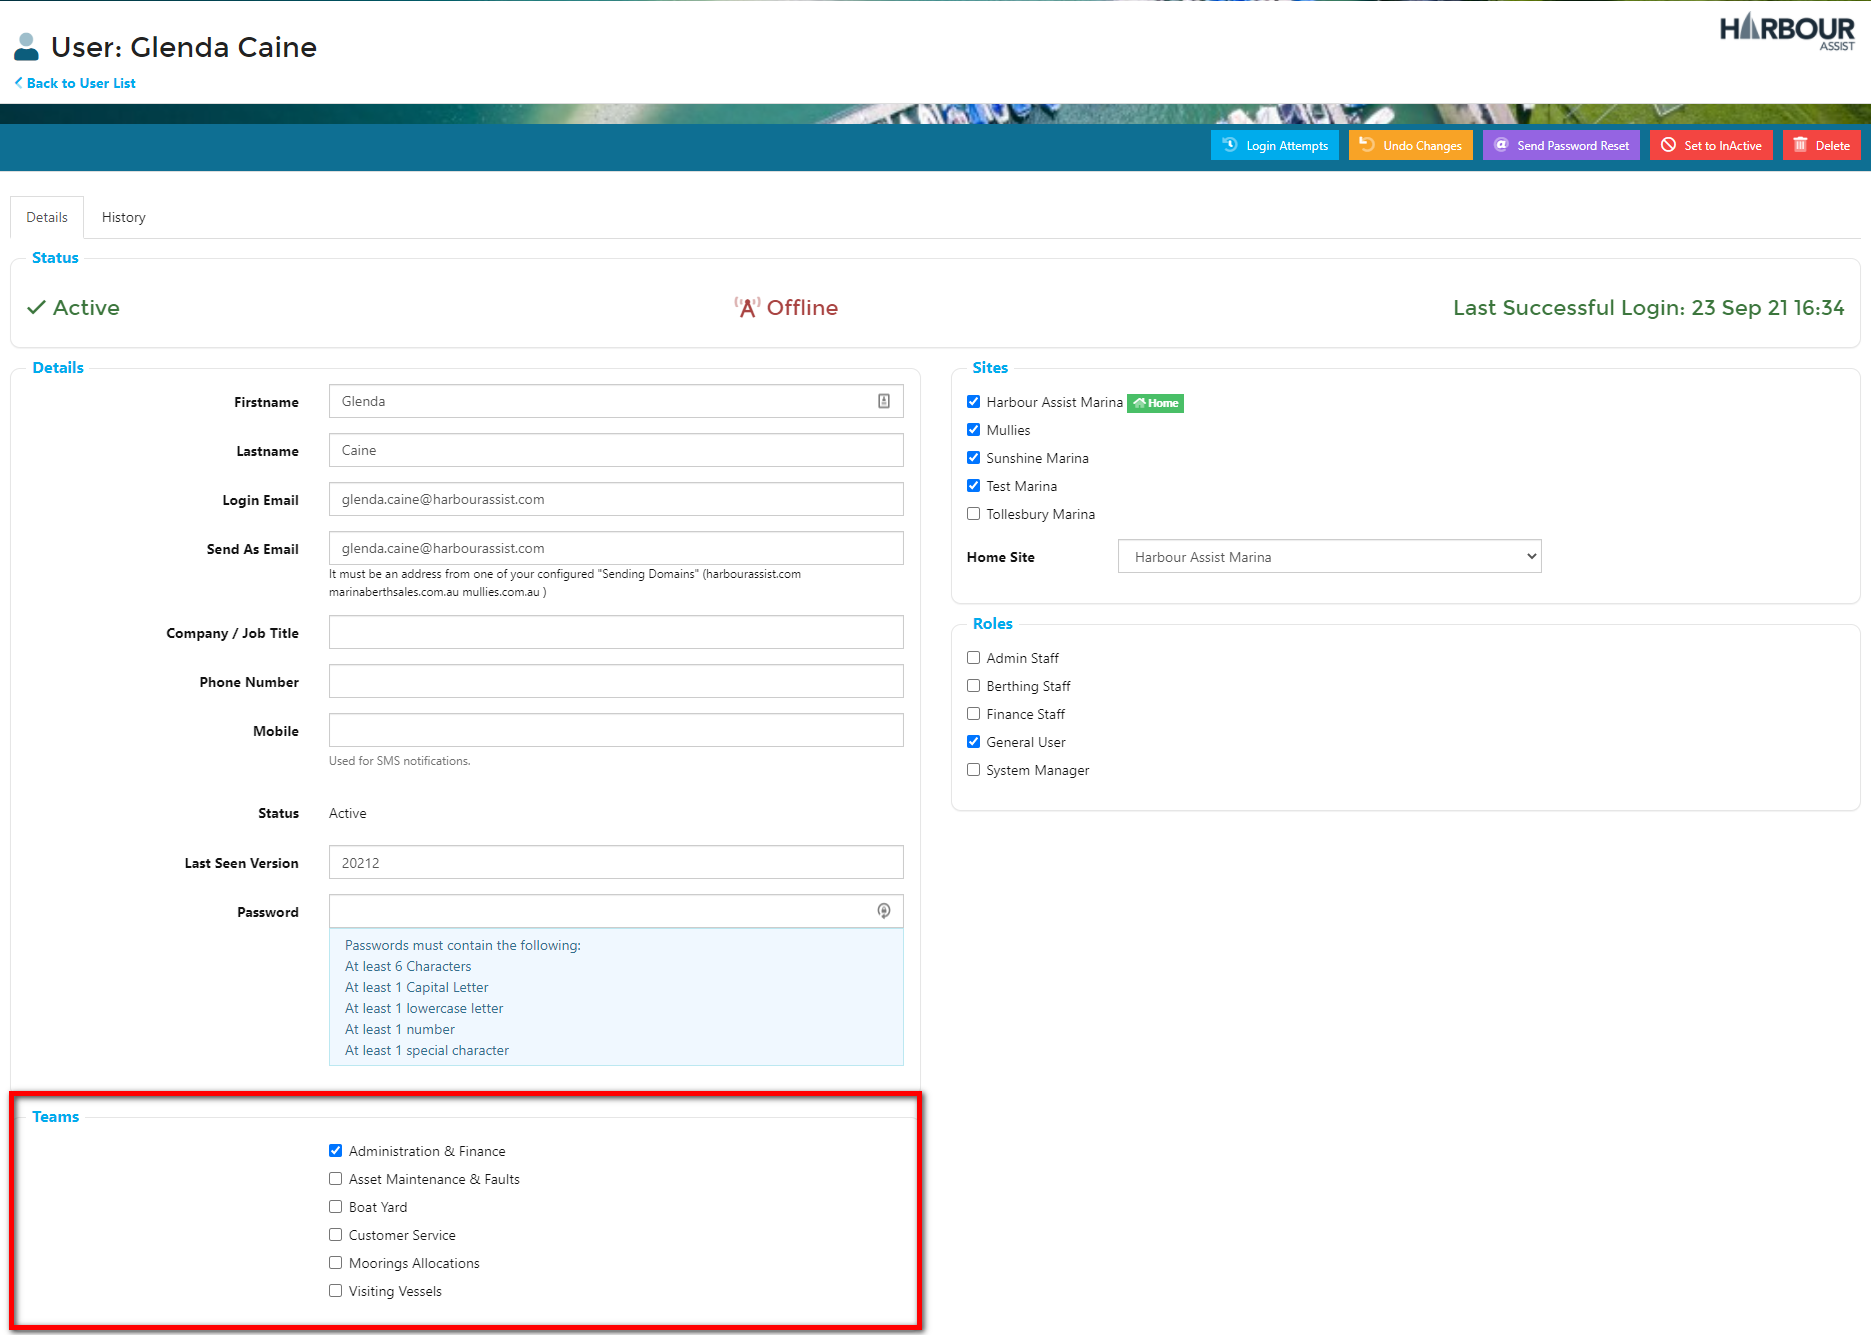 User: Glenda Caine
HARBOUR
ASSIST
Back to User List
Login Attempts
Undo Changes
Send Password Reset
Set to InActive
Delete
Details
History
Status
Active
Offline
Last Successful Login: 23 Sep 21 16:34
Details
Firstname
Glenda
Lastname
Caine
Login Email
glenda.caine@harbourassist.com
Send As Email
glenda.caine@harbourassist.com
It must be an address from one of your configured "Sending Domains" (harbourassist.com
marinaberthsales.com.au mullies.com.au )
Company / Job Title
Phone Number
Mobile
Used for SMS notifications.
Status
Active
Last Seen Version
20212
Password
Passwords must contain the following:
At least 6 Characters
At least 1 Capital Letter
At least 1 lowercase letter
At least 1 number
At least 1 special character
Teams
Administration & Finance
Asset Maintenance & Faults
Boat Yard
Customer Service
Moorings Allocations
Visiting Vessels
Sites
Harbour Assist Marina Home
Mullies
Sunshine Marina
Test Marina
Tollesbury Marina
Home Site
Harbour Assist Marina
Roles
Admin Staff
Berthing Staff
Finance Staff
General User
System Manager